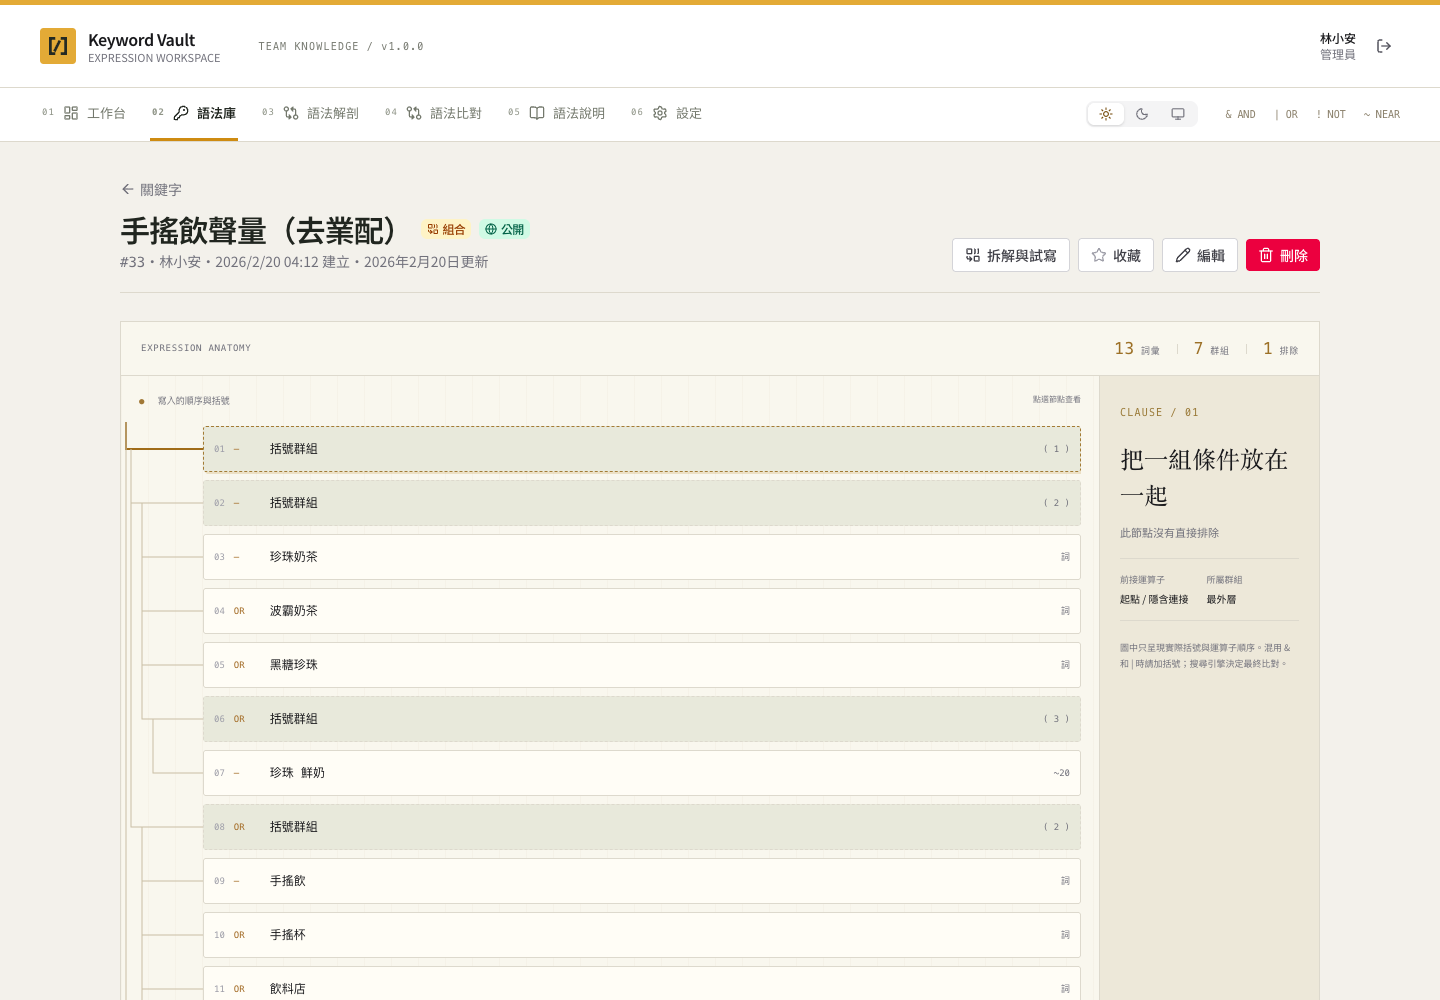 Keyword Vault
EXPRESSION WORKSPACE
TEAM KNOWLEDGE / v1.0.0
林小安
管理員
01 工作台
02 語法庫
03 語法解剖
04 語法比對
05 語法說明
06 設定
& AND | OR ! NOT ~ NEAR
關鍵字
手搖飲聲量（去業配）
組合
公開
#33・林小安・2026/2/20 04:12 建立・2026年2月20日更新
拆解與試寫
收藏
編輯
刪除
EXPRESSION ANATOMY
13 詞彙
7 群組
1 排除
寫入的順序與括號
點選節點查看
01 — 括號群組 ( 1 )
02 — 括號群組 ( 2 )
03 — 珍珠奶茶 詞
04 OR 波霸奶茶 詞
05 OR 黑糖珍珠 詞
06 OR 括號群組 ( 3 )
07 — 珍珠 鮮奶 ~20
08 OR 括號群組 ( 2 )
09 — 手搖飲 詞
10 OR 手搖杯 詞
11 OR 飲料店 詞
CLAUSE / 01
把一組條件放在
一起
此節點沒有直接排除
前接運算子
起點 / 隱含連接
所屬群組
最外層
圖中只呈現實際括號與運算子順序。混用 &
和 | 時請加括號；搜尋引擎決定最終比對。